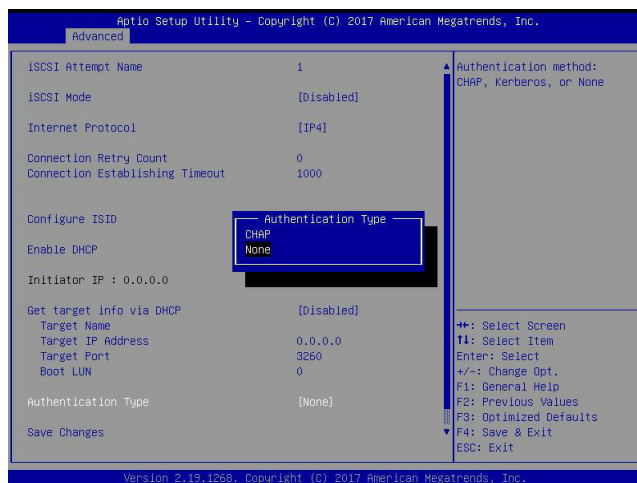 Aptio Setup Utility – Copyright (C) 2017 American Megatrends, Inc.
Advanced
iSCSI Attempt Name 1
iSCSI Mode [Disabled]
Internet Protocol [IP4]
Connection Retry Count 0
Connection Establishing Timeout 1000
Configure ISID
Enable DHCP
Initiator IP : 0.0.0.0
Get target info via DHCP [Disabled]
Target Name
Target IP Address 0.0.0.0
Target Port 3260
Boot LUN 0
Authentication Type [None]
Save Changes
Authentication Type
CHAP
None
Authentication method:
CHAP, Kerberos, or None
→←: Select Screen
↑↓: Select Item
Enter: Select
+/-: Change Opt.
F1: General Help
F2: Previous Values
F3: Optimized Defaults
F4: Save & Exit
ESC: Exit
Version 2.19.1268. Copyright (C) 2017 American Megatrends, Inc.